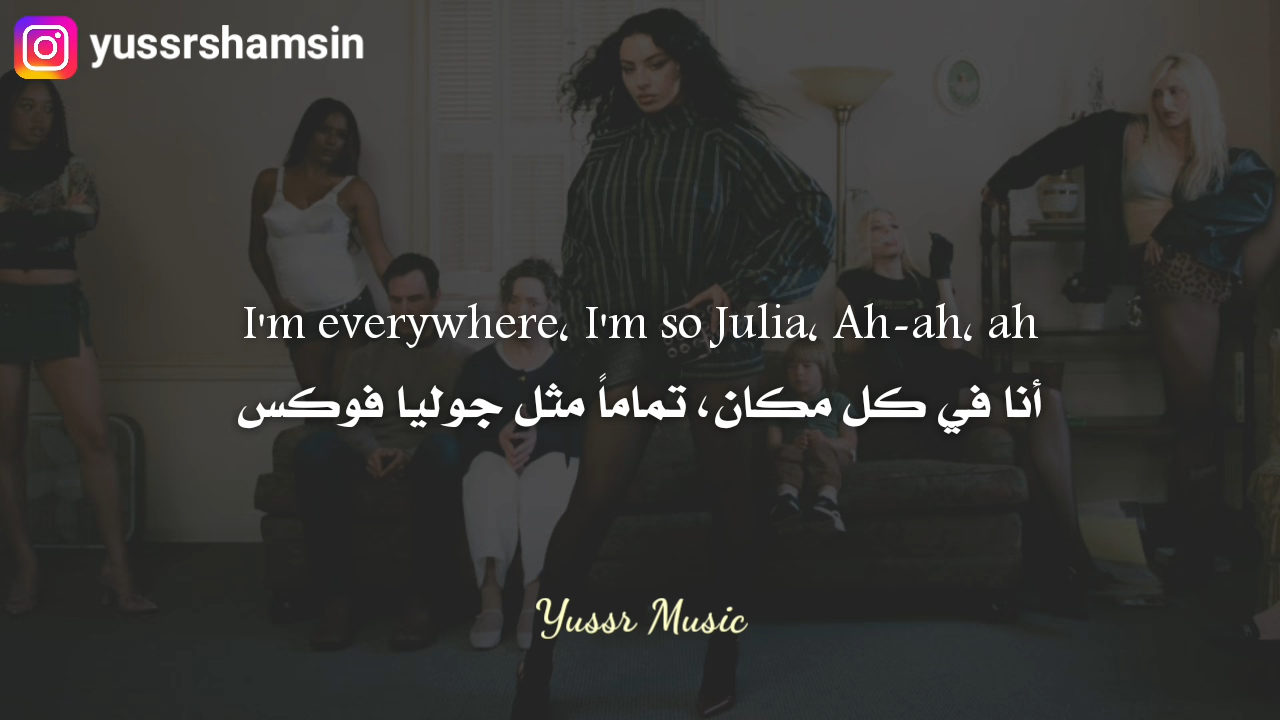 yussrshamsin
I'm everywhere، I'm so Julia، Ah-ah، ah
أنا في كل مكان، تماماً مثل جوليا فوكس
Yussr Music